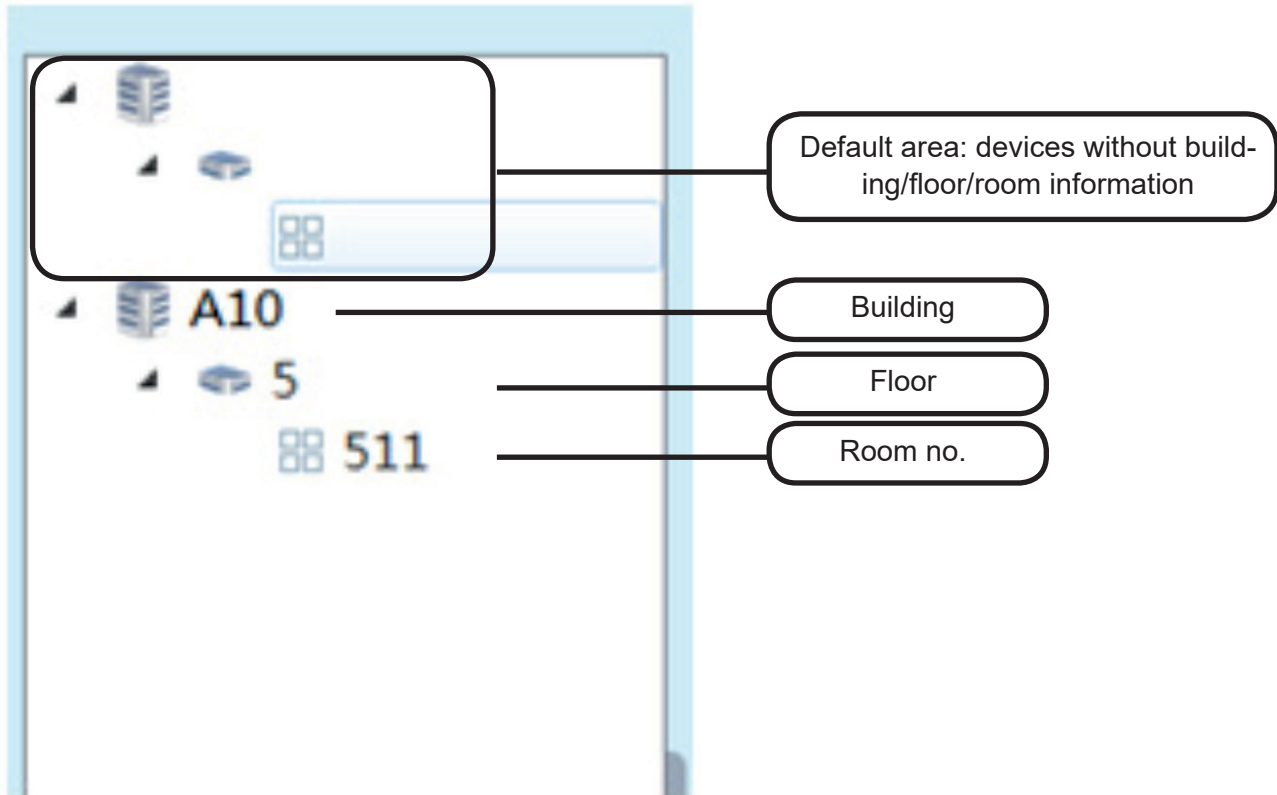 Default area: devices without build-
ing/floor/room information
A10
Building
5
Floor
511
Room no.